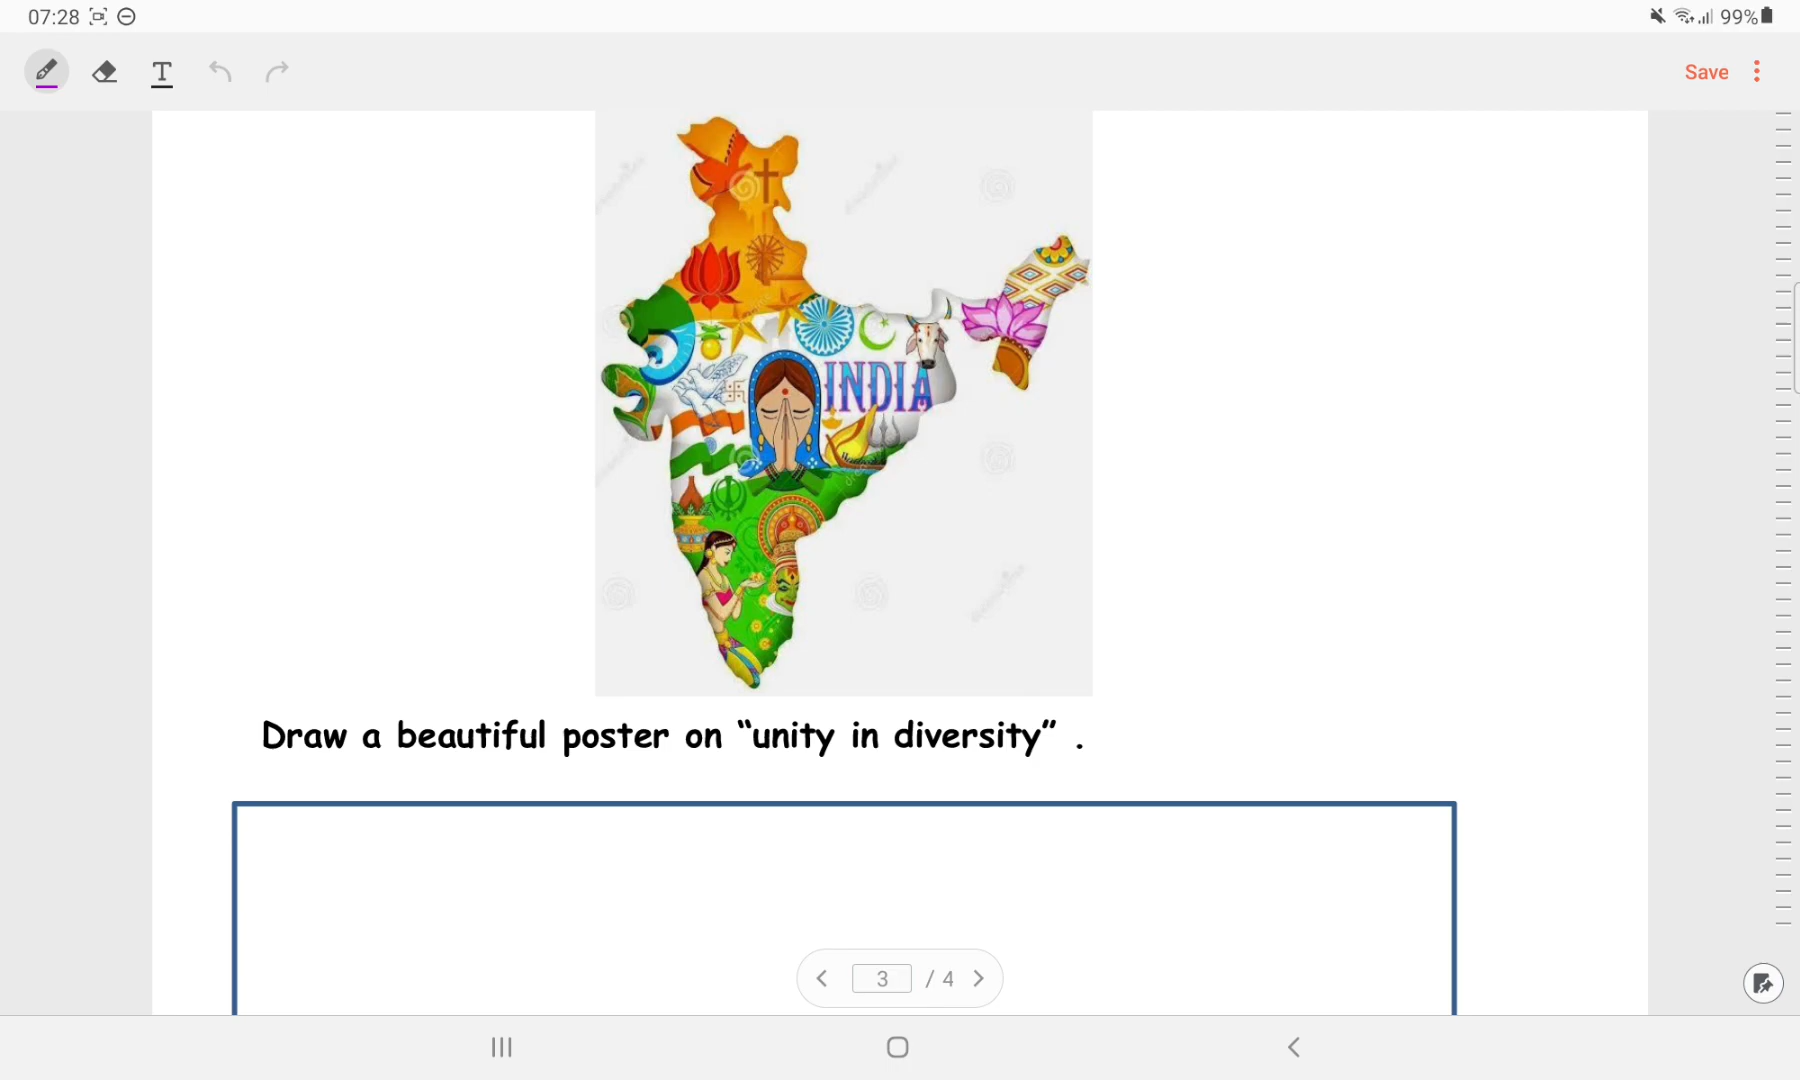 07:28
99%
Save
INDIA
Draw a beautiful poster on “unity in diversity” .
3 / 4